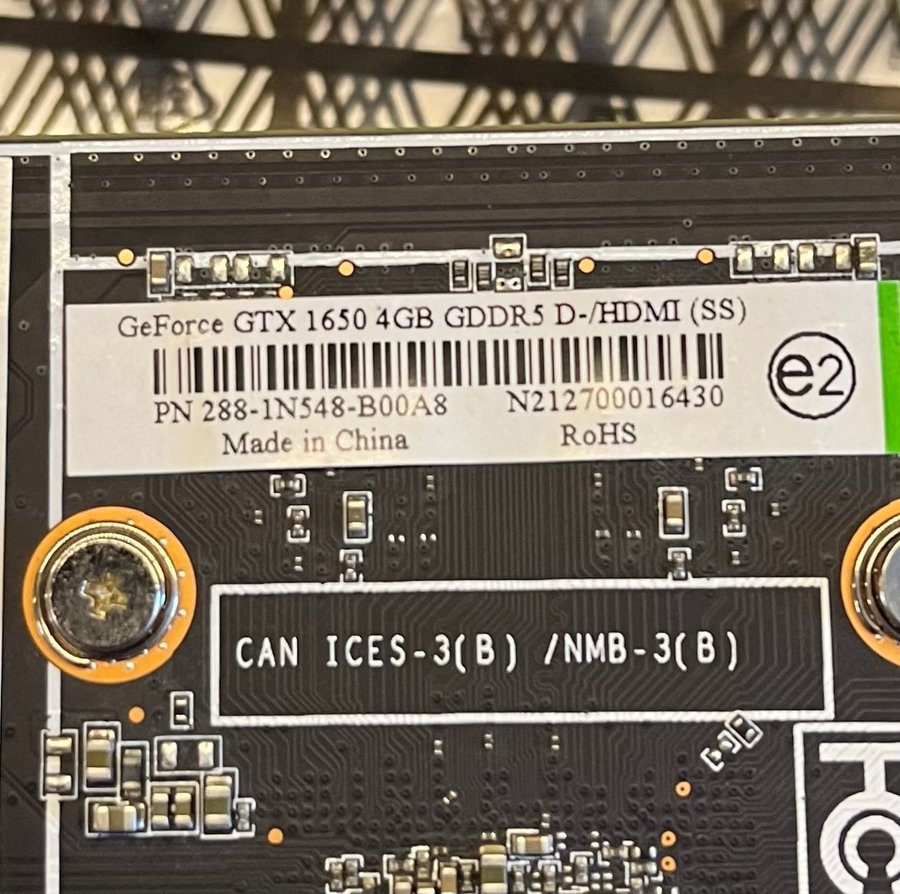 GeForce GTX 1650 4GB GDDR5 D-/HDMI (SS)
PN 288-1N548-B00A8 N212700016430
Made in China RoHS
e2
CAN ICES-3(B) /NMB-3(B)